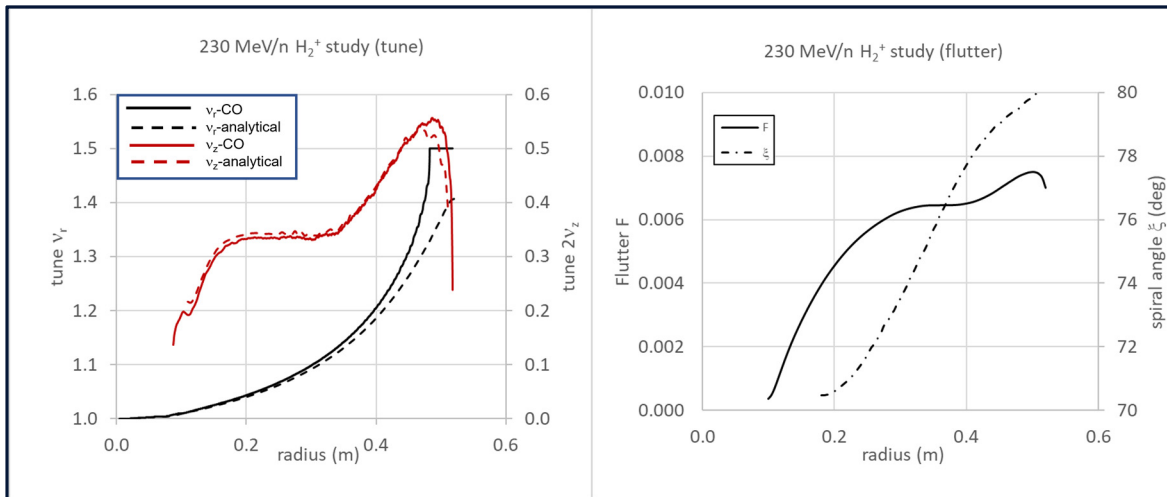 230 MeV/n H₂⁺ study (tune)
tune νᵣ
1.6
1.5
1.4
1.3
1.2
1.1
1.0
νᵣ-CO
νᵣ-analytical
ν_z-CO
ν_z-analytical
0.6
0.5
0.4
0.3
0.2
0.1
0.0
tune 2ν_z
0.0
0.2
0.4
0.6
radius (m)
230 MeV/n H₂⁺ study (flutter)
Flutter F
0.010
0.008
0.006
0.004
0.002
0.000
F
ξ
80
78
76
74
72
70
spiral angle ξ (deg)
0.0
0.2
0.4
0.6
radius (m)